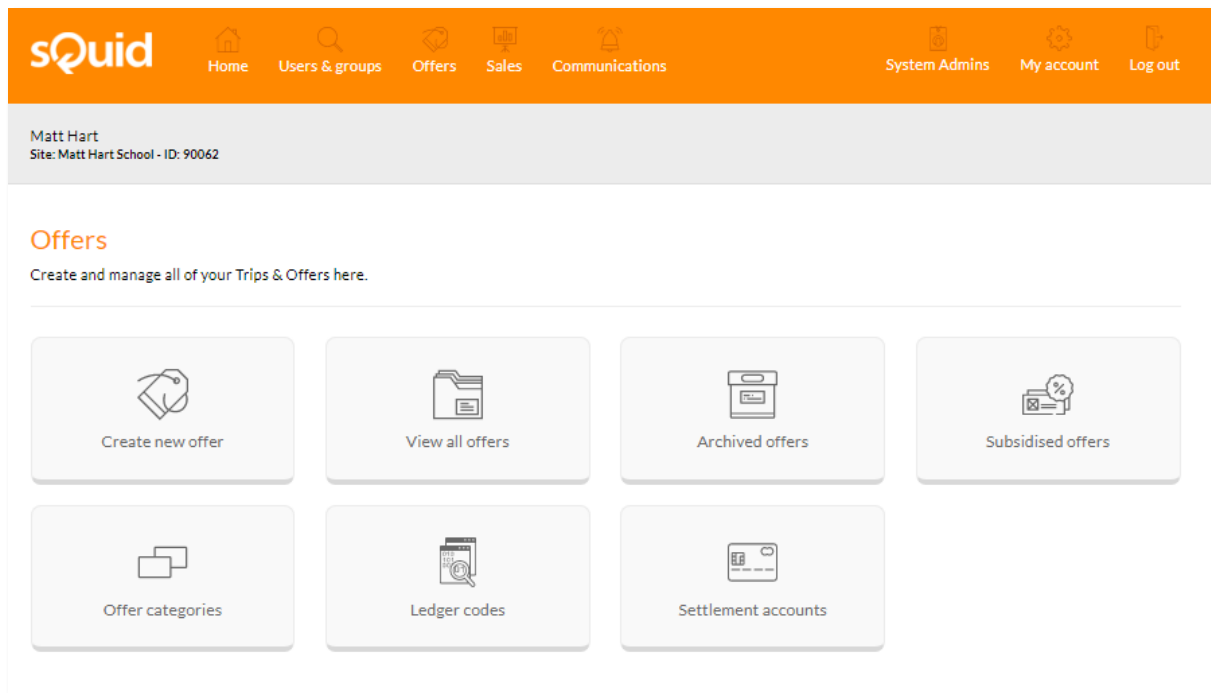 sQuid
Home Users & groups Offers Sales Communications System Admins My account Log out
Matt Hart
Site: Matt Hart School - ID: 90062
Offers
Create and manage all of your Trips & Offers here.
Create new offer View all offers Archived offers Subsidised offers
Offer categories Ledger codes Settlement accounts